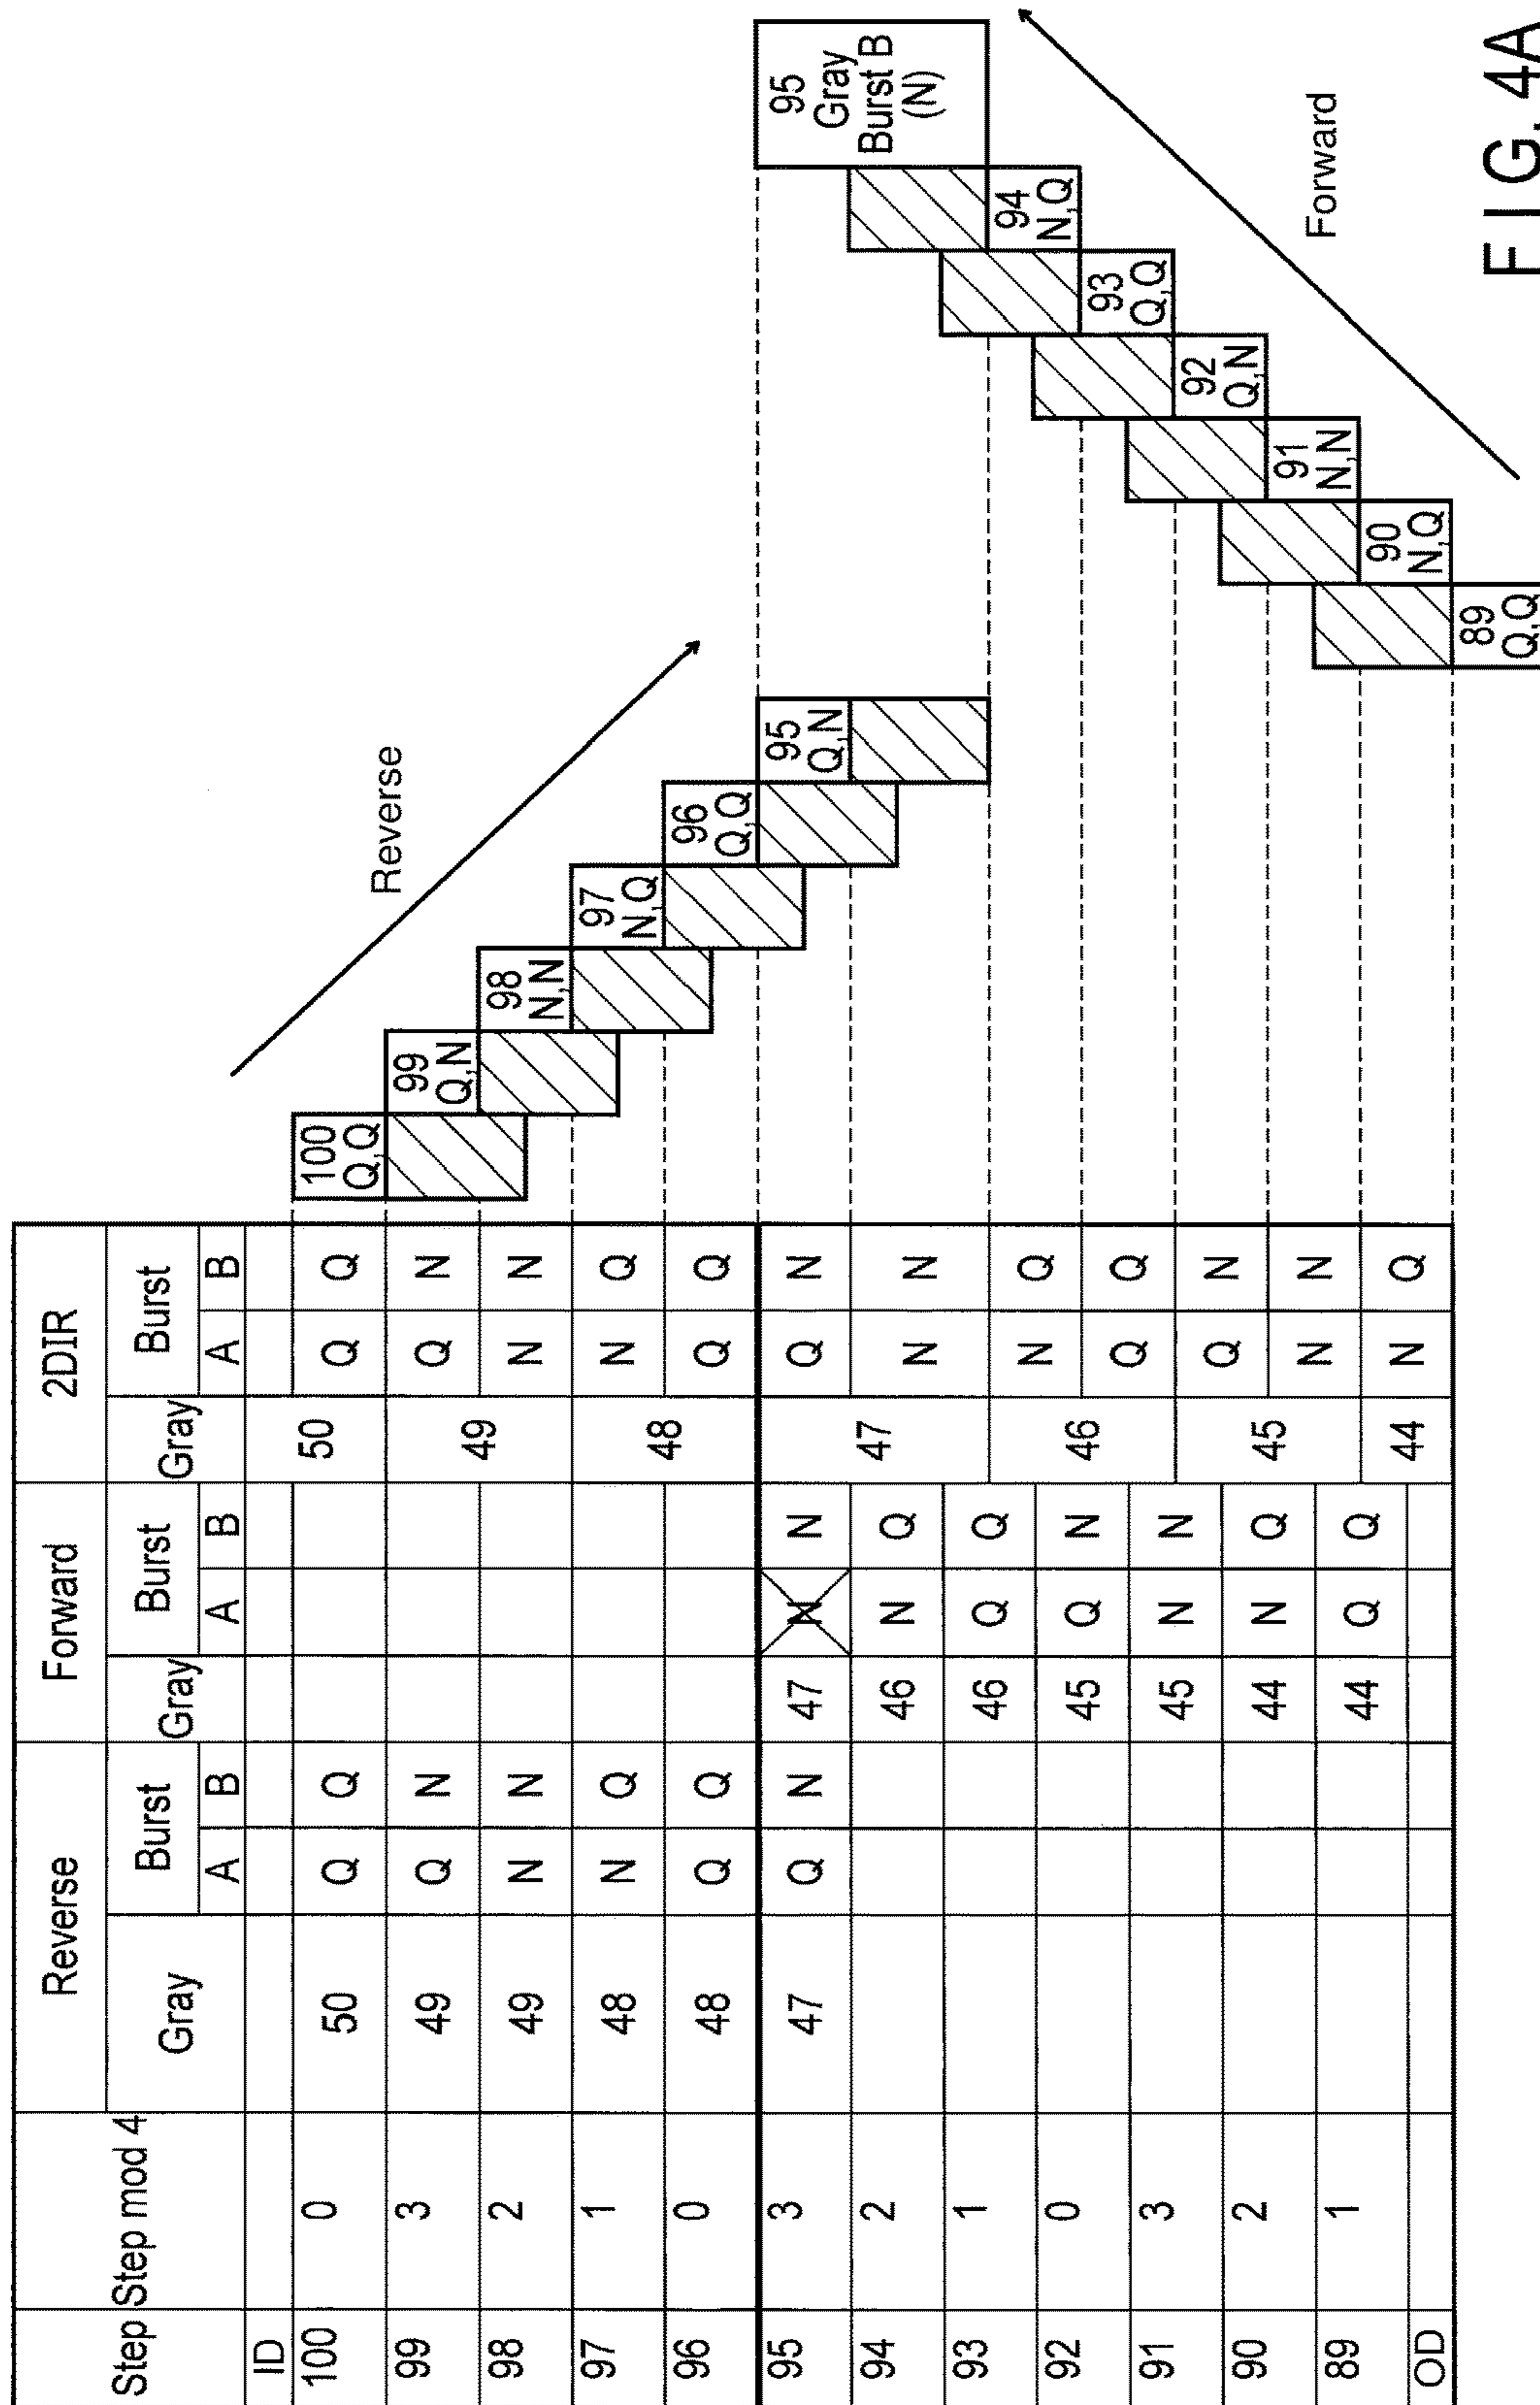 Step Step mod 4 Reverse Forward 2DIR
Gray Burst Gray Burst Gray Burst
A B A B A B
ID
100 0 50 Q Q 50 Q Q
99 3 49 Q N 49 Q N
98 2 49 N N N N
97 1 48 N Q 48 N Q
96 0 48 Q Q Q Q
95 3 47 Q N 47 N N 47 Q N
94 2 46 N Q N N
93 1 46 Q Q 46 N Q
92 0 45 Q N Q Q
91 3 45 N N 45 Q N
90 2 44 N Q N N
89 1 44 Q Q 44 N Q
OD
Reverse
100
Q,Q
99
Q,N
98
N,N
97
N,Q
96
Q,Q
95
Q,N
95
Gray
Burst B
(N)
94
N,Q
93
Q,Q
92
Q,N
91
N,N
90
N,Q
89
Q,Q
Forward
FIG. 4A